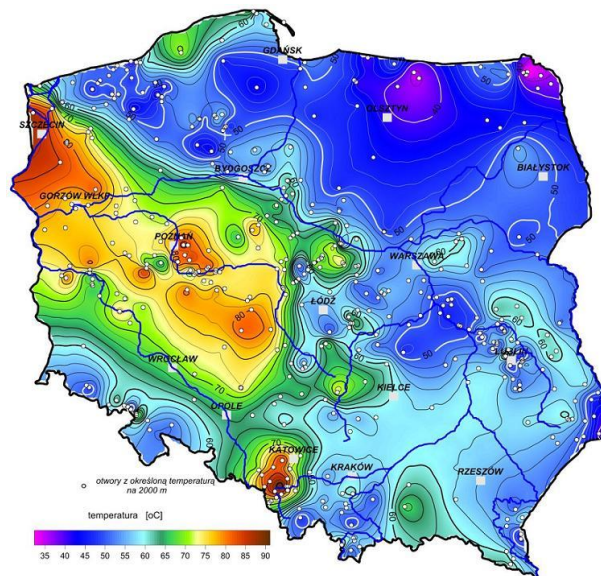 GDAŃSK
OLSZTYN
SZCZECIN
BYDGOSZCZ
BIAŁYSTOK
GORZÓW WLKP.
POZNAŃ
WARSZAWA
ŁÓDŹ
WROCŁAW
LUBLIN
KIELCE
OPOLE
KATOWICE
KRAKÓW
RZESZÓW
otwory z określoną temperaturą
na 2000 m
temperatura [oC]
35 40 45 50 55 60 65 70 75 80 85 90